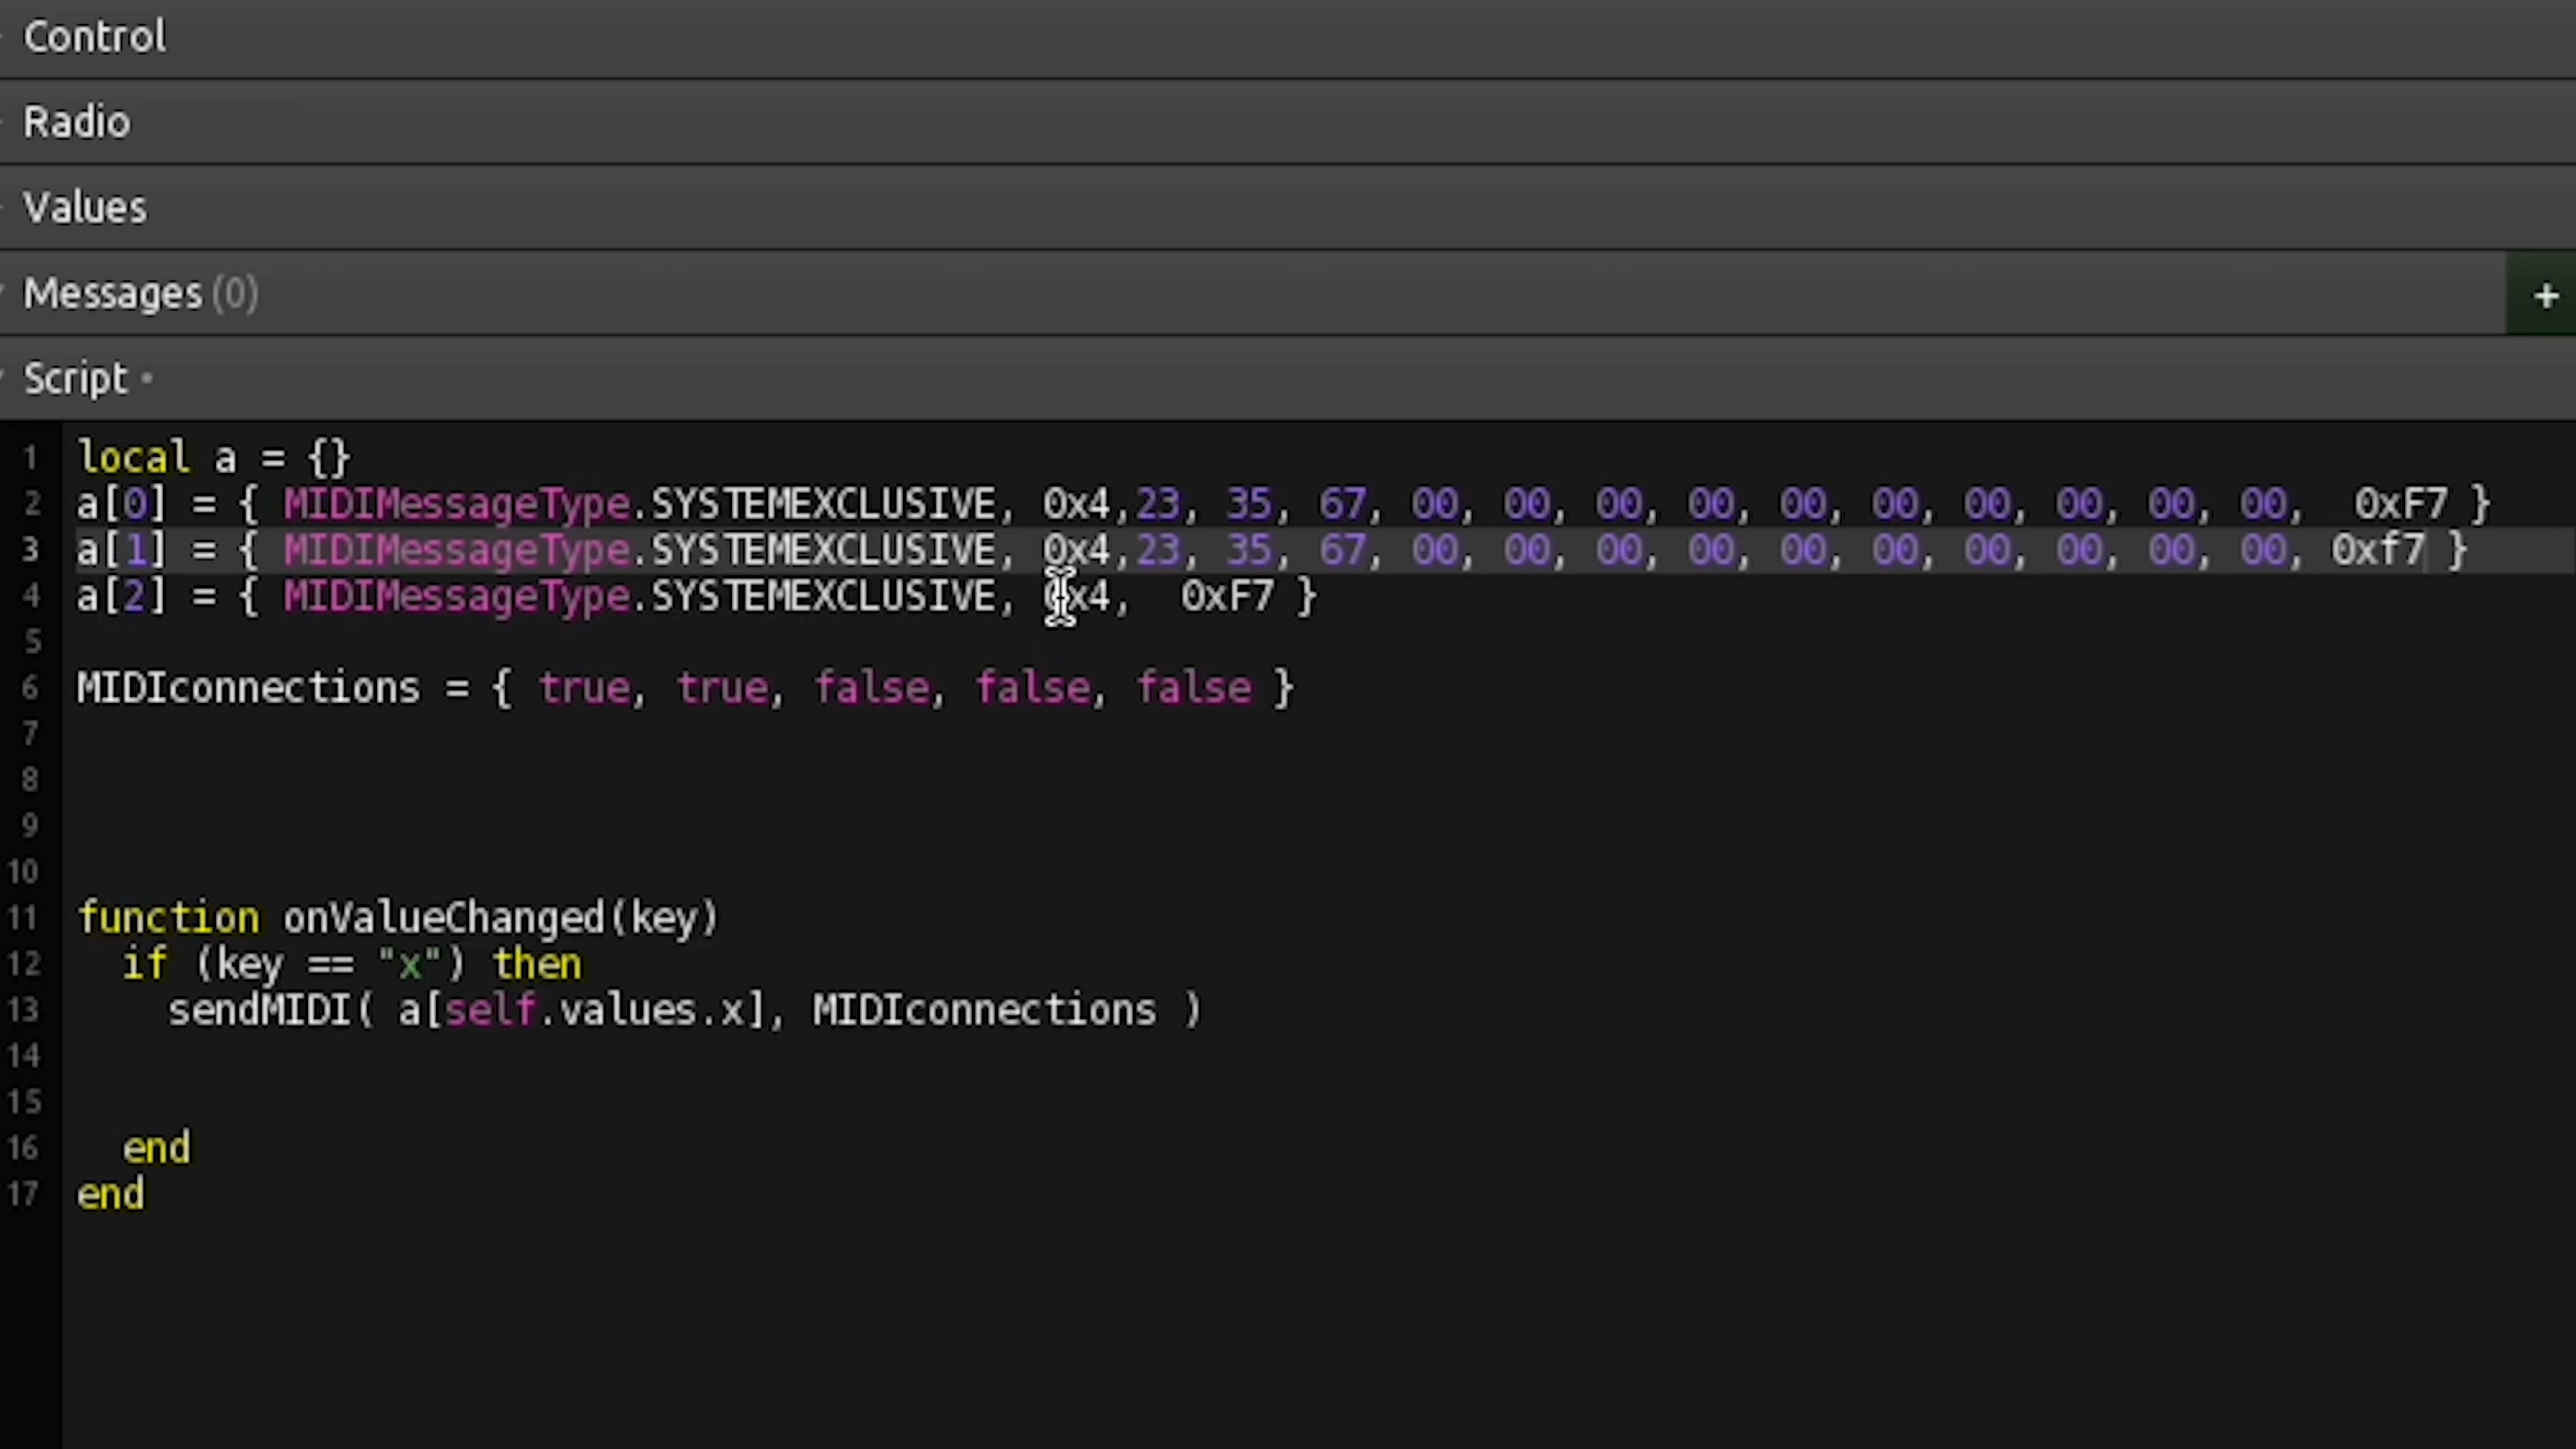 Control
Radio
Values
Messages (0) +
Script •
1 local a = {}
2 a[0] = { MIDIMessageType.SYSTEMEXCLUSIVE, 0x4,23, 35, 67, 00, 00, 00, 00, 00, 00, 00, 00, 00, 00,  0xF7 }
3 a[1] = { MIDIMessageType.SYSTEMEXCLUSIVE, 0x4,23, 35, 67, 00, 00, 00, 00, 00, 00, 00, 00, 00, 00, 0xf7 }
4 a[2] = { MIDIMessageType.SYSTEMEXCLUSIVE, 0x4,  0xF7 }
5
6 MIDIconnections = { true, true, false, false, false }
7
8
9
10
11 function onValueChanged(key)
12   if (key == "x") then
13     sendMIDI( a[self.values.x], MIDIconnections )
14
15
16   end
17 end